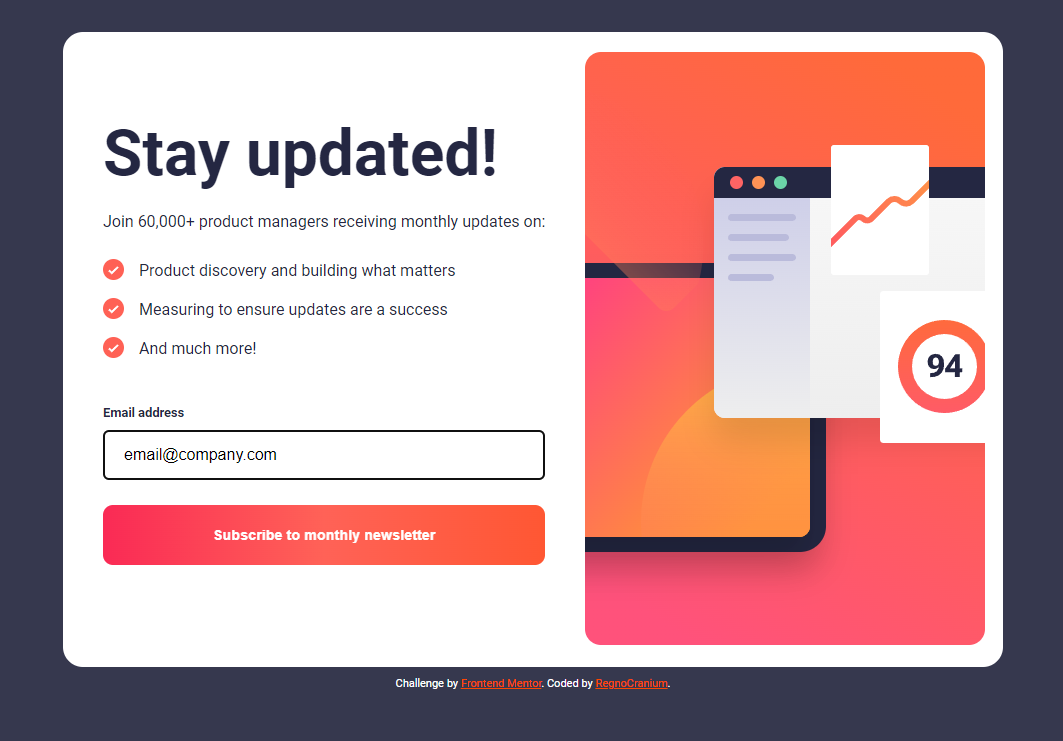 Stay updated!
Join 60,000+ product managers receiving monthly updates on:
Product discovery and building what matters
Measuring to ensure updates are a success
And much more!
Email address
email@company.com
Subscribe to monthly newsletter
94
Challenge by Frontend Mentor. Coded by RegnoCranium.